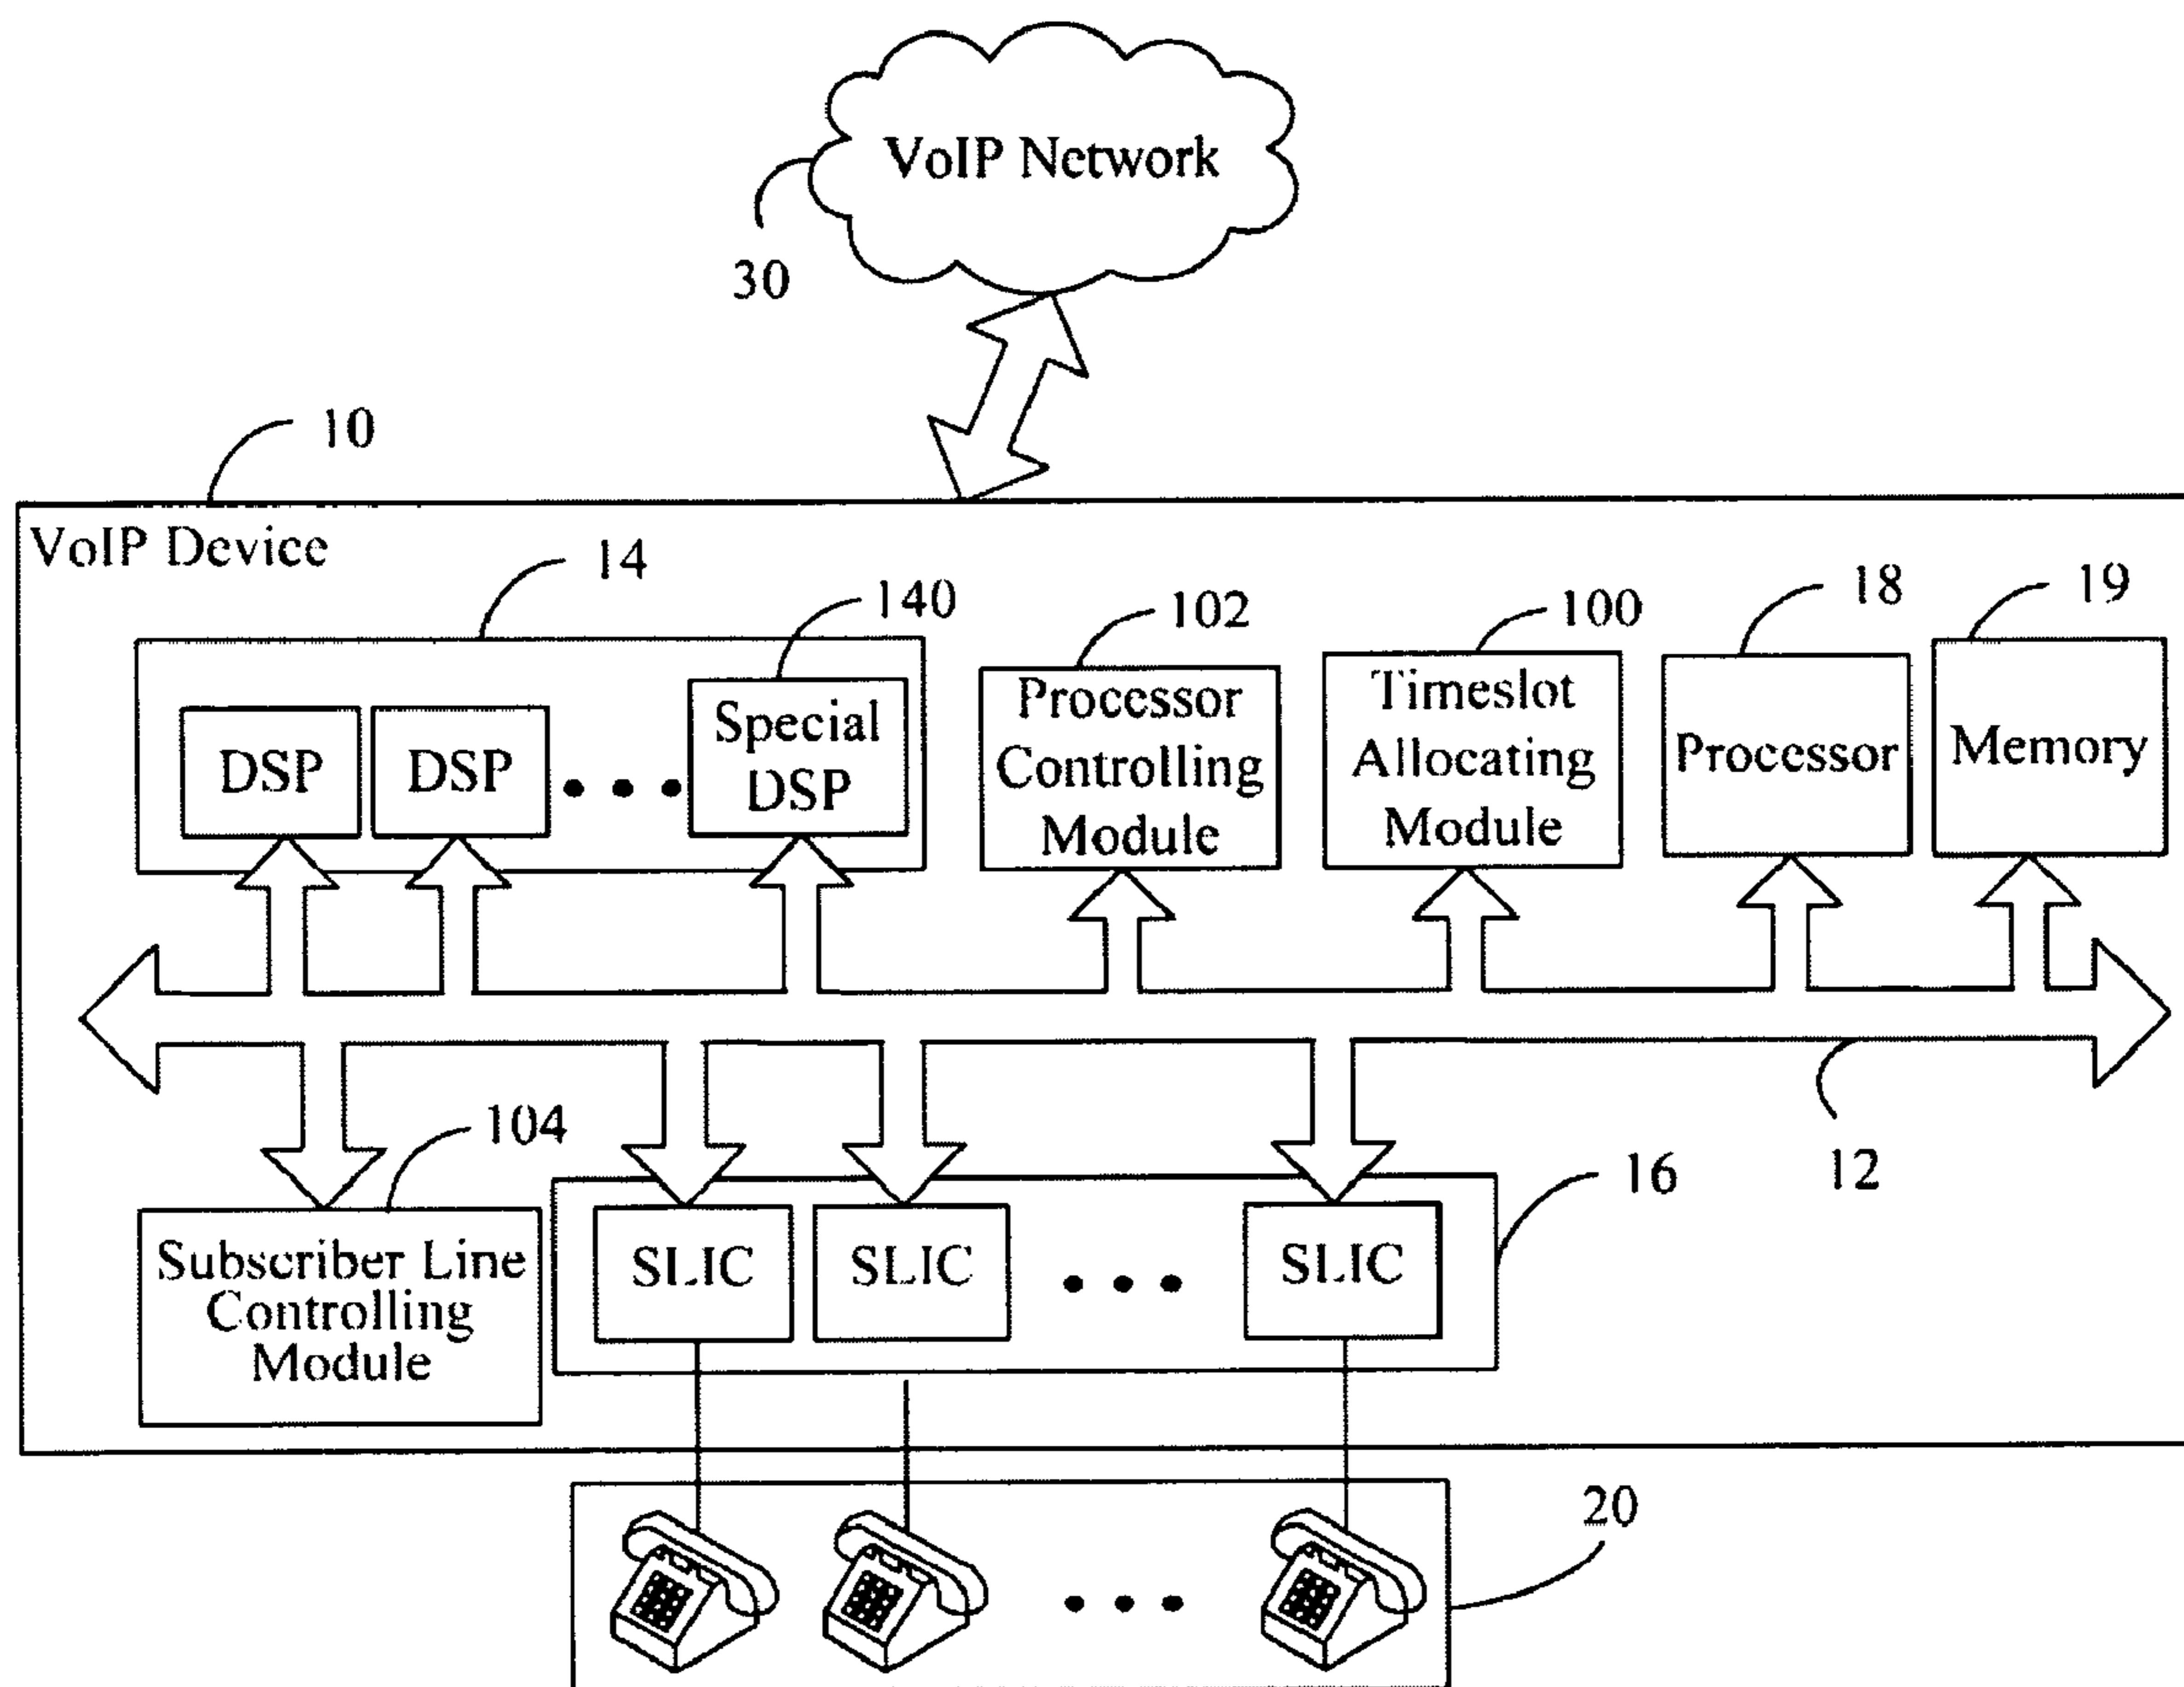 VoIP Network
30
10
VoIP Device
14
140
102
100
18
19
DSP
DSP
Special
DSP
Processor
Controlling
Module
Timeslot
Allocating
Module
Processor
Memory
104
12
16
Subscriber Line
Controlling
Module
SLIC
SLIC
SLIC
20